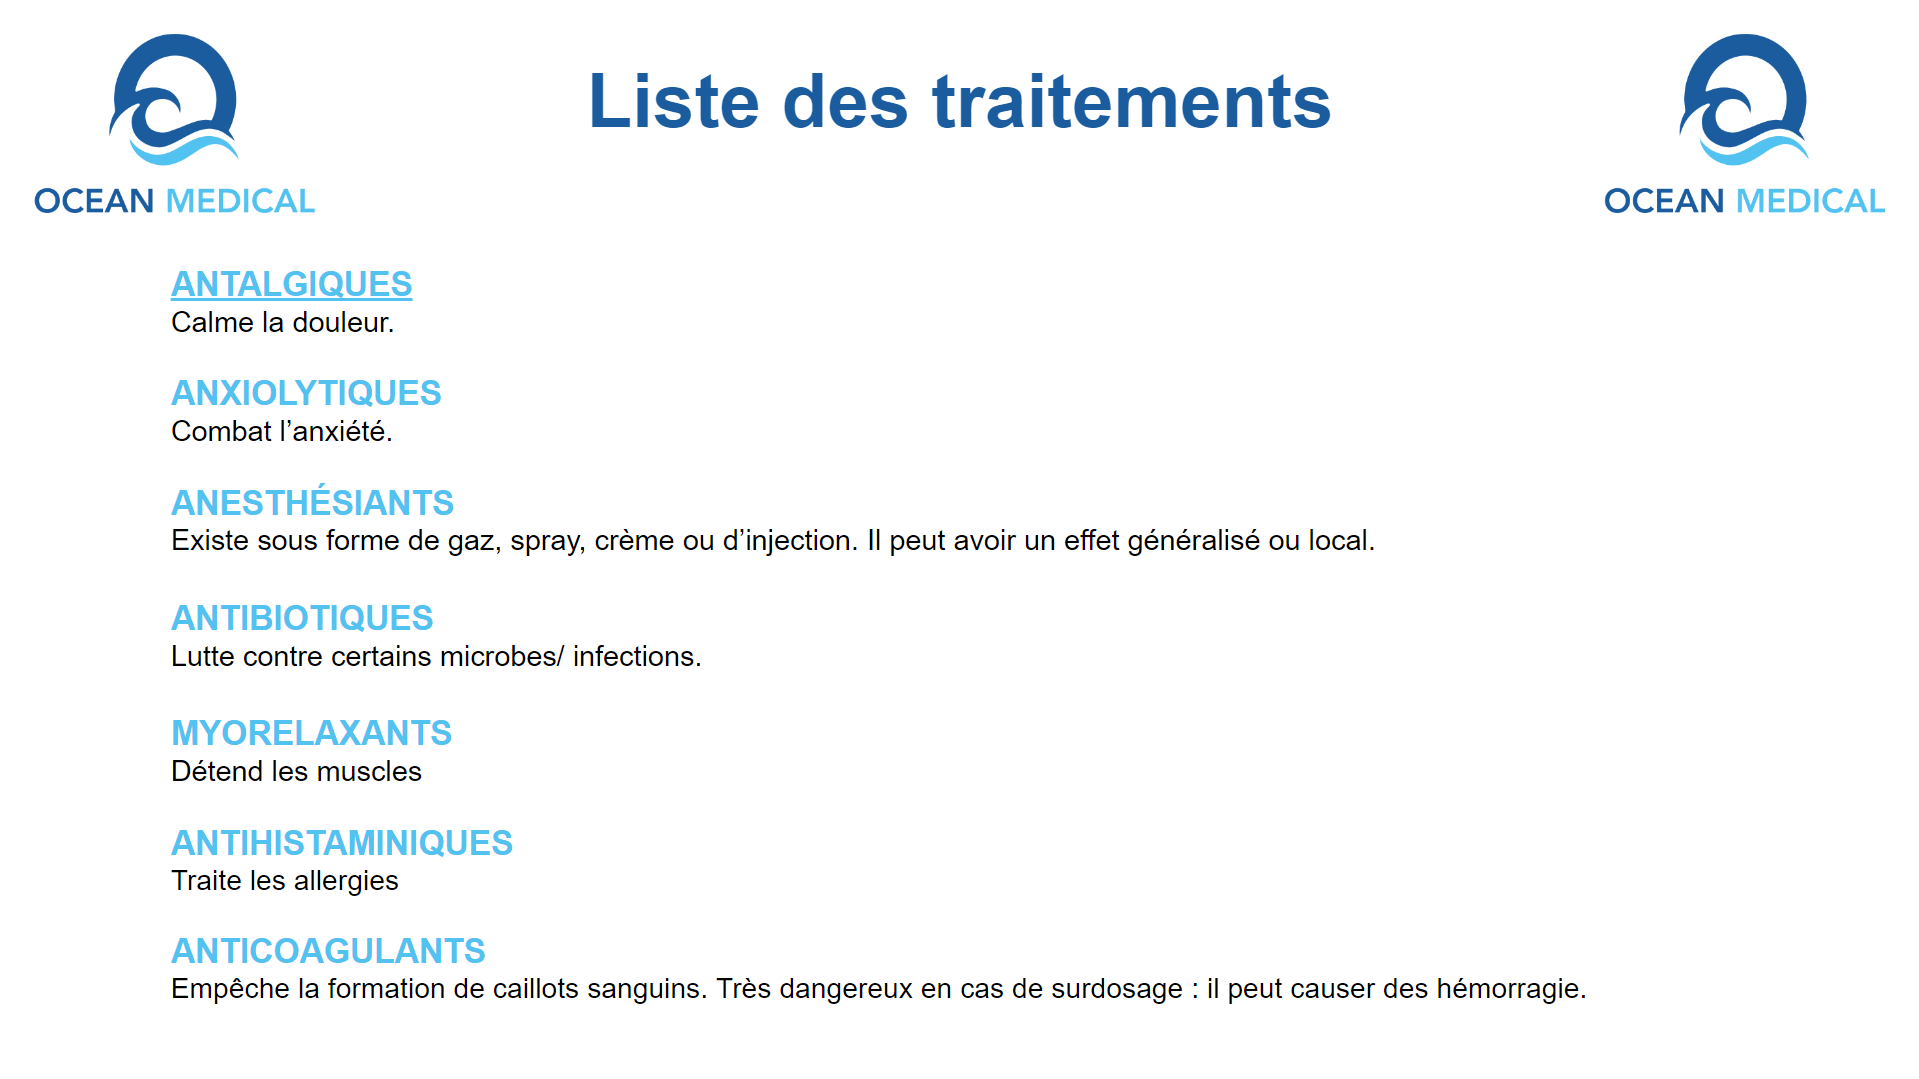 OCEAN MEDICAL
Liste des traitements
OCEAN MEDICAL
ANTALGIQUES
Calme la douleur.
ANXIOLYTIQUES
Combat l’anxiété.
ANESTHÉSIANTS
Existe sous forme de gaz, spray, crème ou d’injection. Il peut avoir un effet généralisé ou local.
ANTIBIOTIQUES
Lutte contre certains microbes/ infections.
MYORELAXANTS
Détend les muscles
ANTIHISTAMINIQUES
Traite les allergies
ANTICOAGULANTS
Empêche la formation de caillots sanguins. Très dangereux en cas de surdosage : il peut causer des hémorragie.